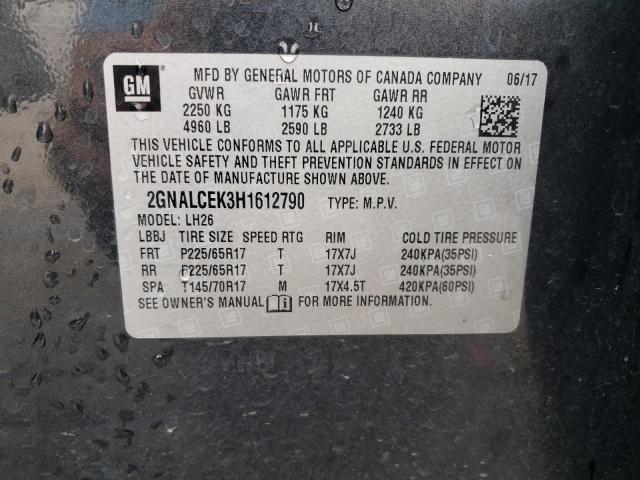 GM
MFD BY GENERAL MOTORS OF CANADA COMPANY 06/17
GVWR GAWR FRT GAWR RR
2250 KG 1175 KG 1240 KG
4960 LB 2590 LB 2733 LB
THIS VEHICLE CONFORMS TO ALL APPLICABLE U.S. FEDERAL MOTOR
VEHICLE SAFETY AND THEFT PREVENTION STANDARDS IN EFFECT ON
THE DATE OF MANUFACTURE SHOWN ABOVE.
2GNALCEK3H1612790 TYPE: M.P.V.
MODEL: LH26
LBBJ TIRE SIZE SPEED RTG RIM COLD TIRE PRESSURE
FRT P225/65R17 T 17X7J 240KPA(35PSI)
RR P225/65R17 T 17X7J 240KPA(35PSI)
SPA T145/70R17 M 17X4.5T 420KPA(60PSI)
SEE OWNER'S MANUAL FOR MORE INFORMATION.